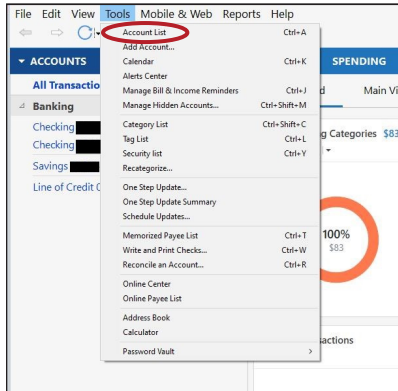 File Edit View Tools Mobile & Web Reports Help
ACCOUNTS
All Transactio
Banking
Checking
Checking
Savings
Line of Credit
Account List Ctrl+A
Add Account...
Calendar Ctrl+K
Alerts Center
Manage Bill & Income Reminders Ctrl+J
Manage Hidden Accounts... Ctrl+Shift+M
Category List Ctrl+Shift+C
Tag List Ctrl+L
Security list Ctrl+Y
Recategorize...
One Step Update...
One Step Update Summary
Schedule Updates...
Memorized Payee List Ctrl+T
Write and Print Checks... Ctrl+W
Reconcile an Account... Ctrl+R
Online Center
Online Payee List
Address Book
Calculator
Password Vault
SPENDING
d Main Vi
g Categories $83
100%
$83
sactions